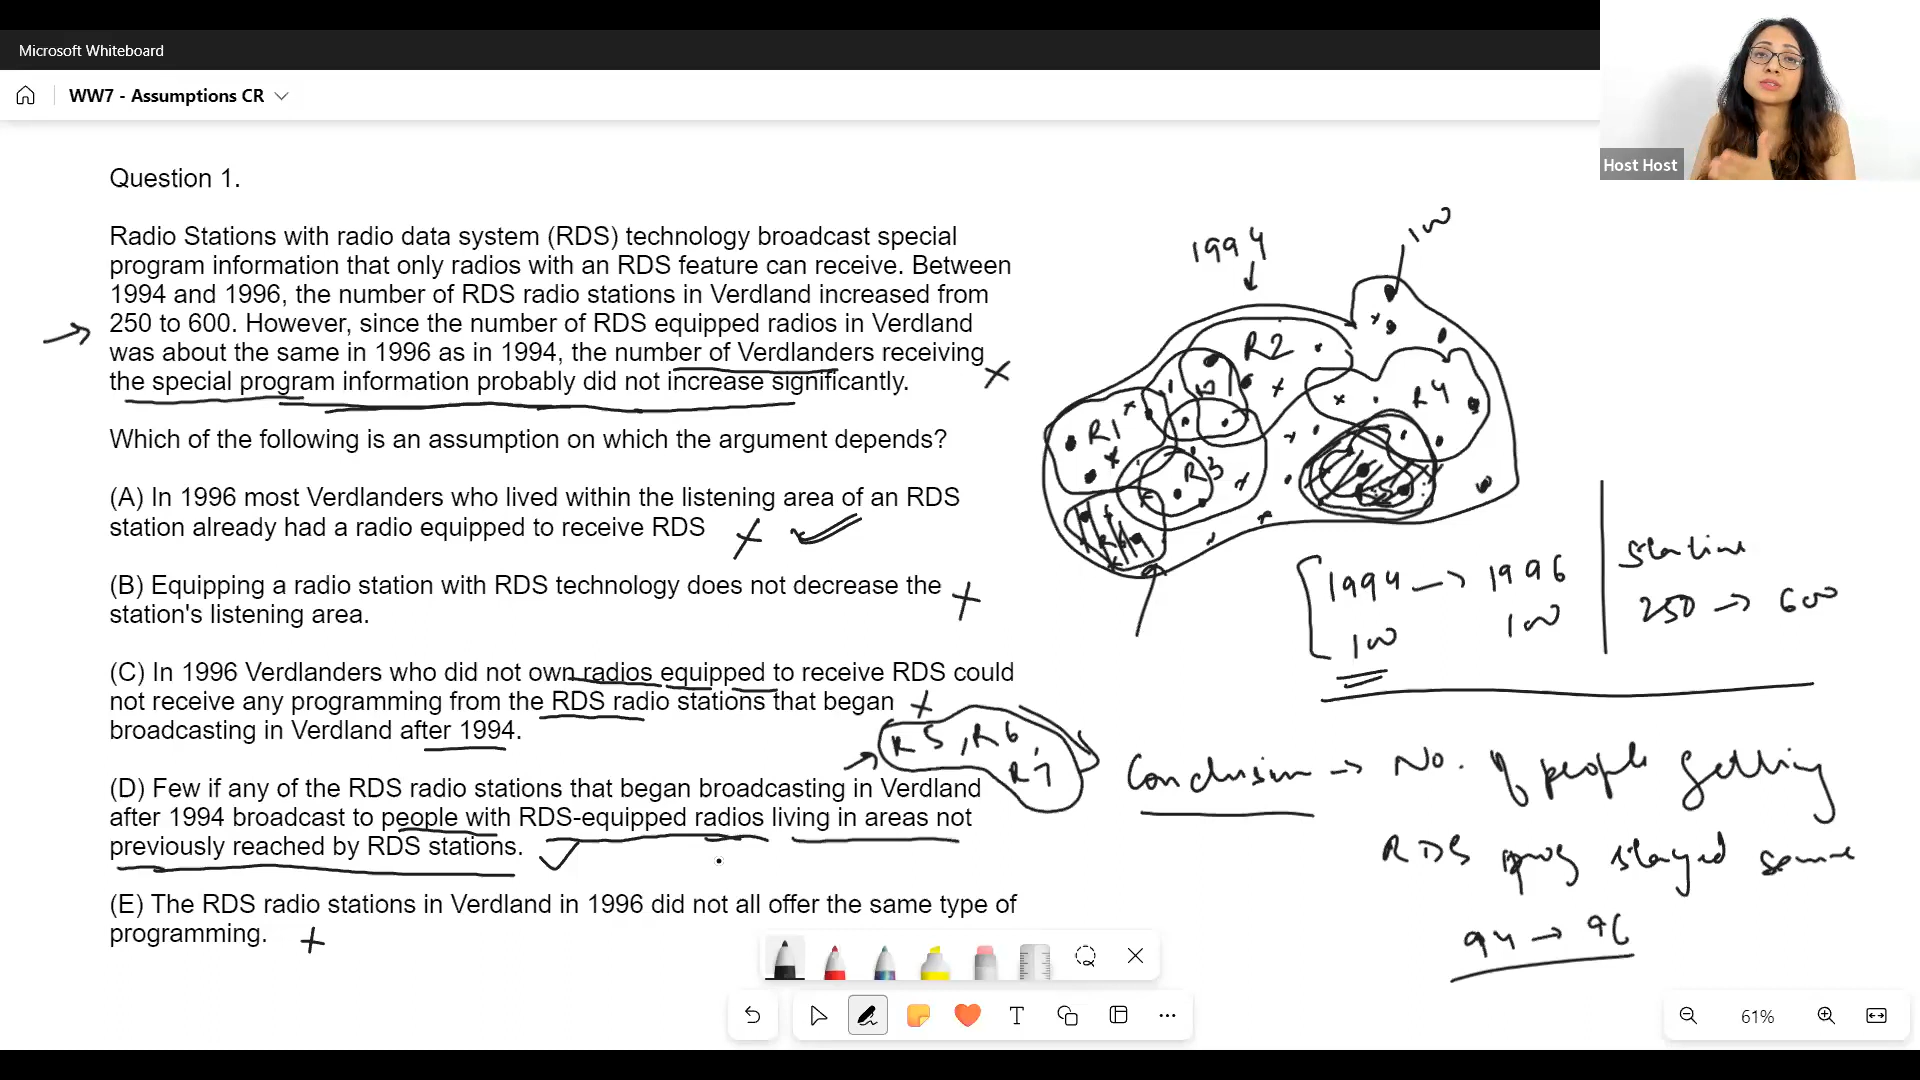 Microsoft Whiteboard
WW7 - Assumptions CR
Host Host
Question 1.
Radio Stations with radio data system (RDS) technology broadcast special
program information that only radios with an RDS feature can receive. Between
1994 and 1996, the number of RDS radio stations in Verdland increased from
250 to 600. However, since the number of RDS equipped radios in Verdland
was about the same in 1996 as in 1994, the number of Verdlanders receiving
the special program information probably did not increase significantly.
Which of the following is an assumption on which the argument depends?
(A) In 1996 most Verdlanders who lived within the listening area of an RDS
station already had a radio equipped to receive RDS
(B) Equipping a radio station with RDS technology does not decrease the
station's listening area.
(C) In 1996 Verdlanders who did not own radios equipped to receive RDS could
not receive any programming from the RDS radio stations that began
broadcasting in Verdland after 1994.
(D) Few if any of the RDS radio stations that began broadcasting in Verdland
after 1994 broadcast to people with RDS-equipped radios living in areas not
previously reached by RDS stations.
(E) The RDS radio stations in Verdland in 1996 did not all offer the same type of
programming.
1994
100
R2
R1
R4
R3
1994 → 1996
100 100
250 → 600
R5, R6,
R7
Conclusion → No. of people getting
RDS prog stayed same
94 → 96
61%